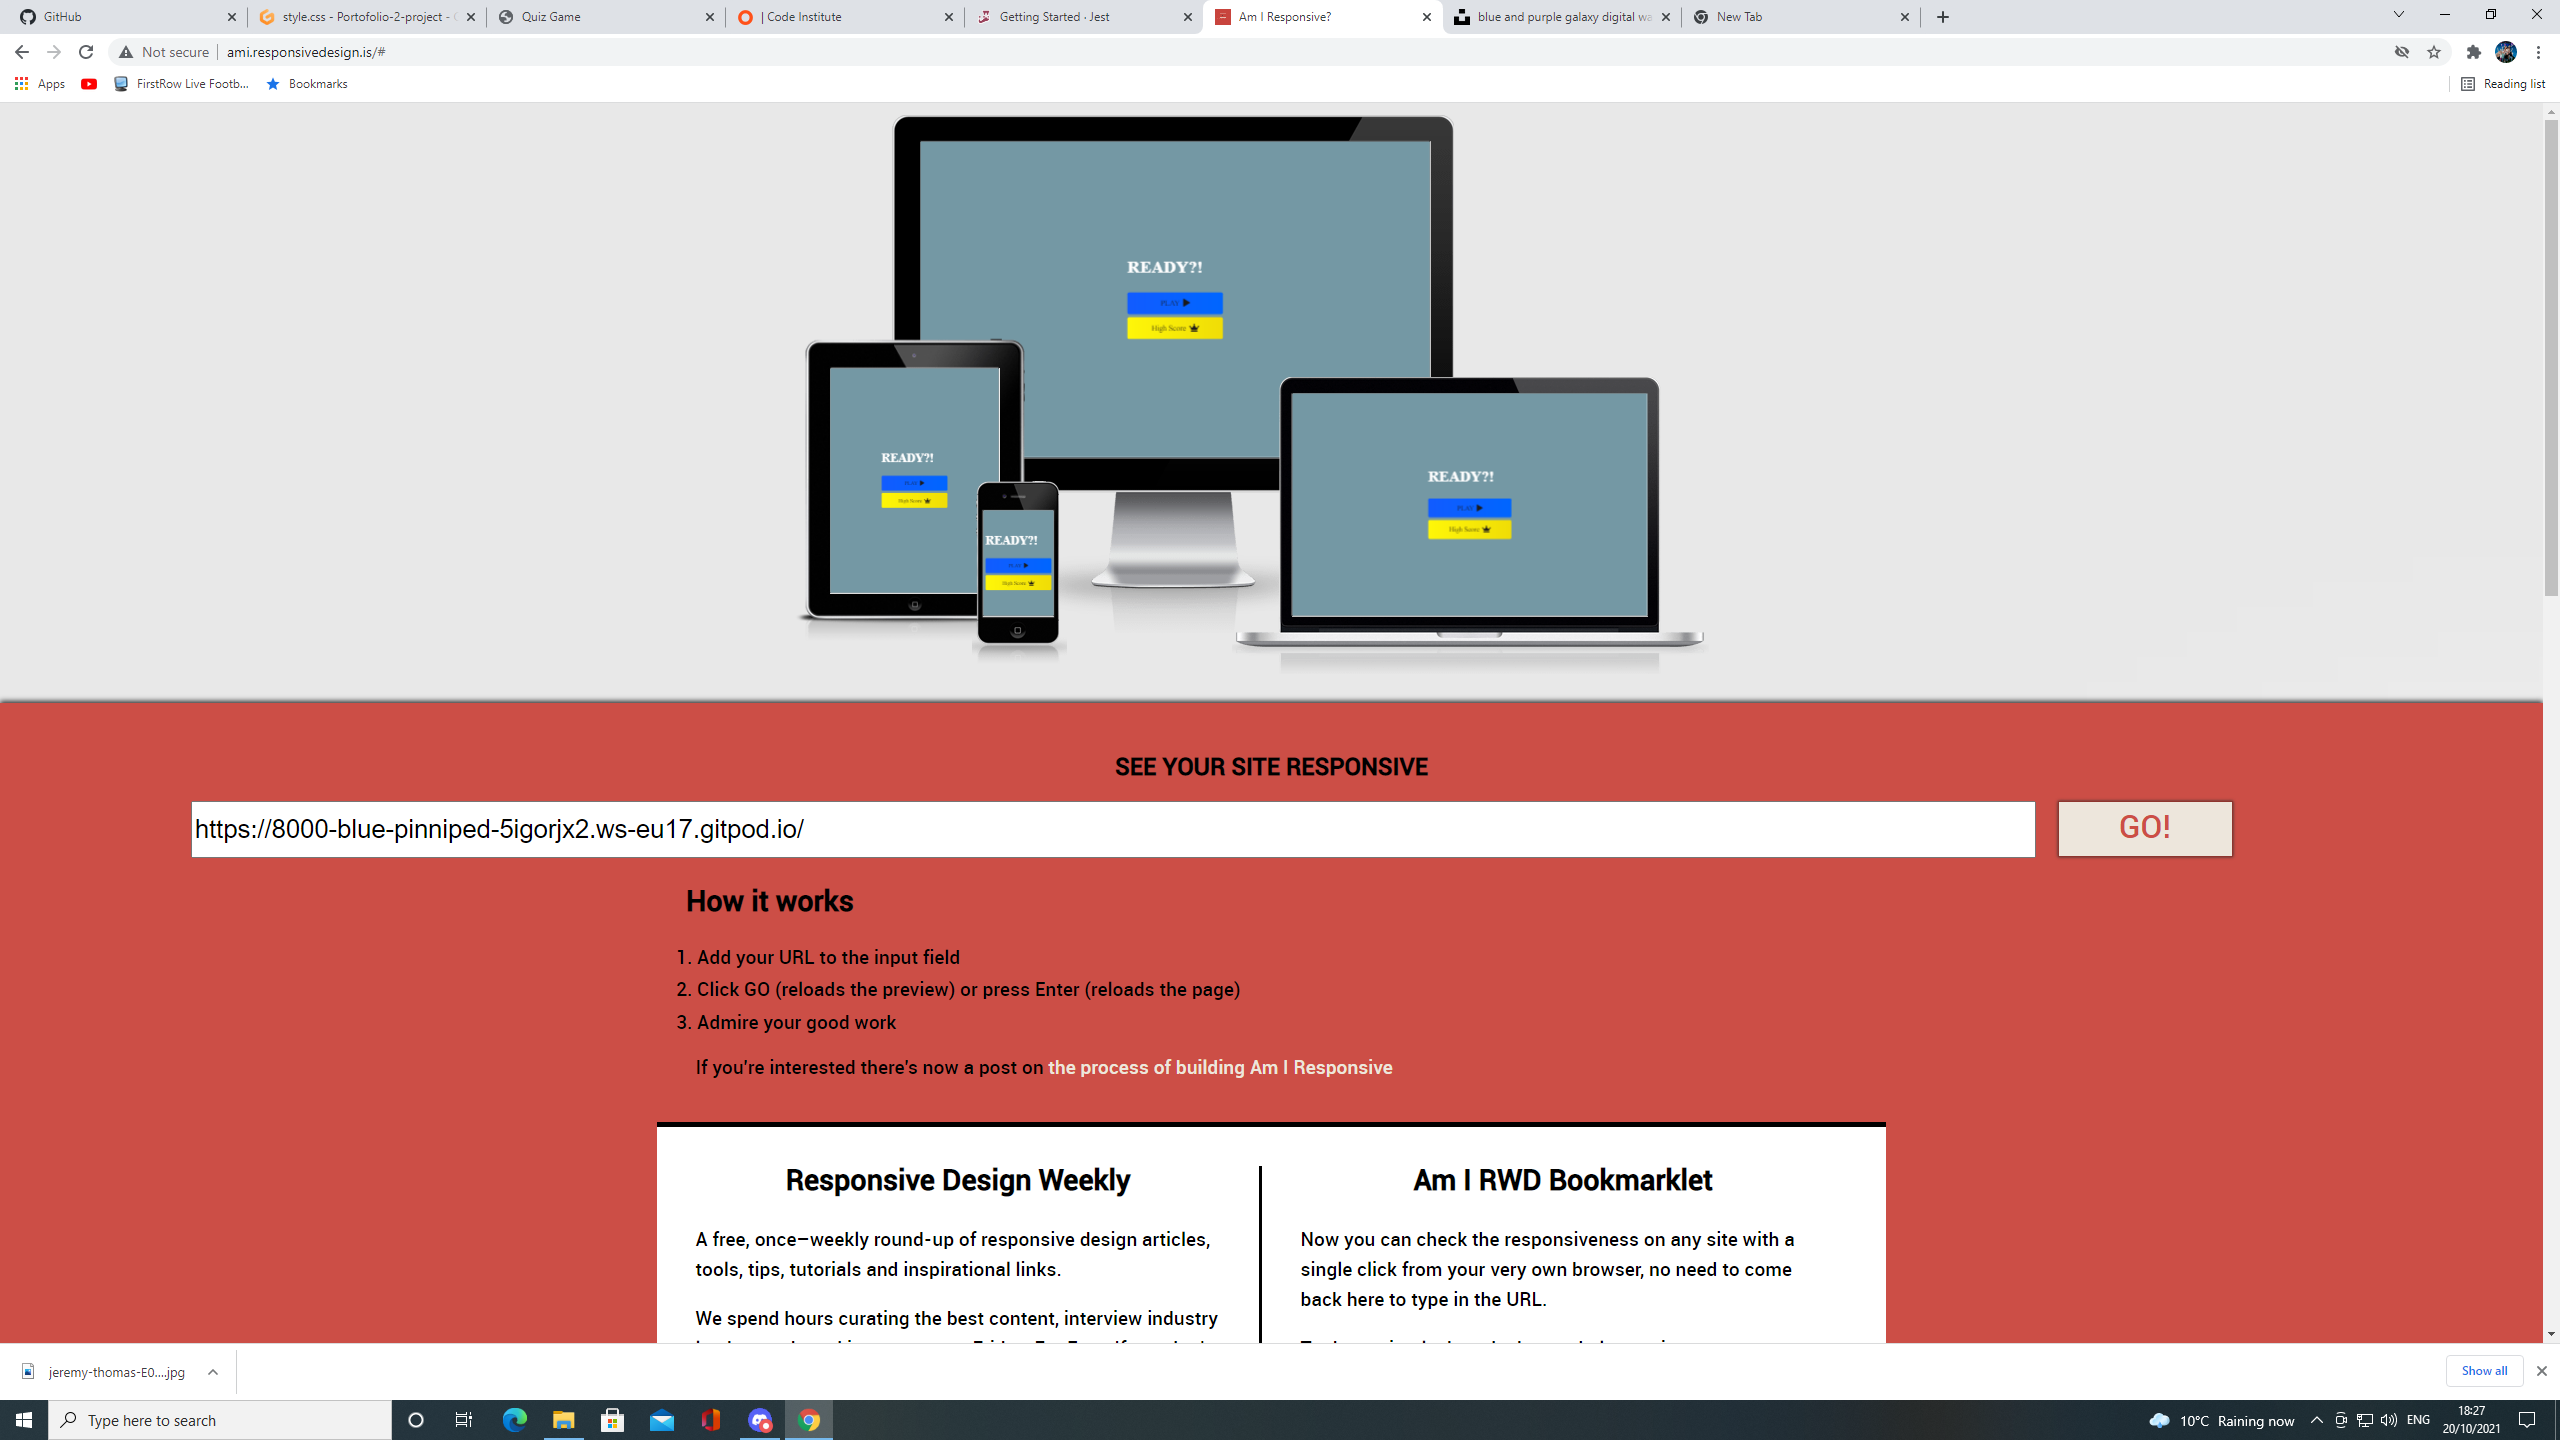 GitHub
style.css - Portofolio-2-project - 
Quiz Game
| Code Institute
Getting Started · Jest
Am I Responsive?
blue and purple galaxy digital wa
New Tab
Not secure
ami.responsivedesign.is/#
Apps
FirstRow Live Footb...
Bookmarks
Reading list
READY?!
PLAY
High Score
READY?!
PLAY
High Score
READY?!
PLAY
High Score
READY?!
PLAY
High Score
SEE YOUR SITE RESPONSIVE
https://8000-blue-pinniped-5igorjx2.ws-eu17.gitpod.io/
GO!
How it works
1. Add your URL to the input field
2. Click GO (reloads the preview) or press Enter (reloads the page)
3. Admire your good work
If you're interested there's now a post on the process of building Am I Responsive
Responsive Design Weekly
A free, once–weekly round-up of responsive design articles,
tools, tips, tutorials and inspirational links.
We spend hours curating the best content, interview industry
Am I RWD Bookmarklet
Now you can check the responsiveness on any site with a
single click from your very own browser, no need to come
back here to type in the URL.
jeremy-thomas-E0....jpg
Show all
Type here to search
10°C Raining now
ENG
18:27
20/10/2021